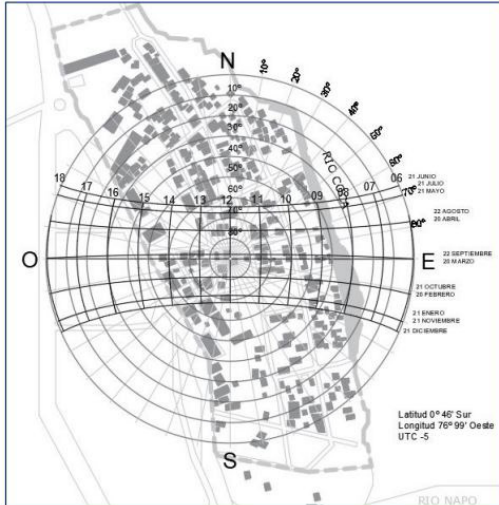 N
10°
20°
30°
40°
50°
60°
70°
80°
10°
20°
30°
40°
50°
60°
70°
80°
RIO COCA
18 17 16 15 14 13 12 11 10 09 08 07 06
21 JUNIO
21 JULIO
21 MAYO
22 AGOSTO
20 ABRIL
O
E
22 SEPTIEMBRE
20 MARZO
21 OCTUBRE
20 FEBRERO
21 ENERO
21 NOVIEMBRE
21 DICIEMBRE
Latitud 0° 46' Sur
Longitud 76° 99' Oeste
UTC -5
S
RIO NAPO